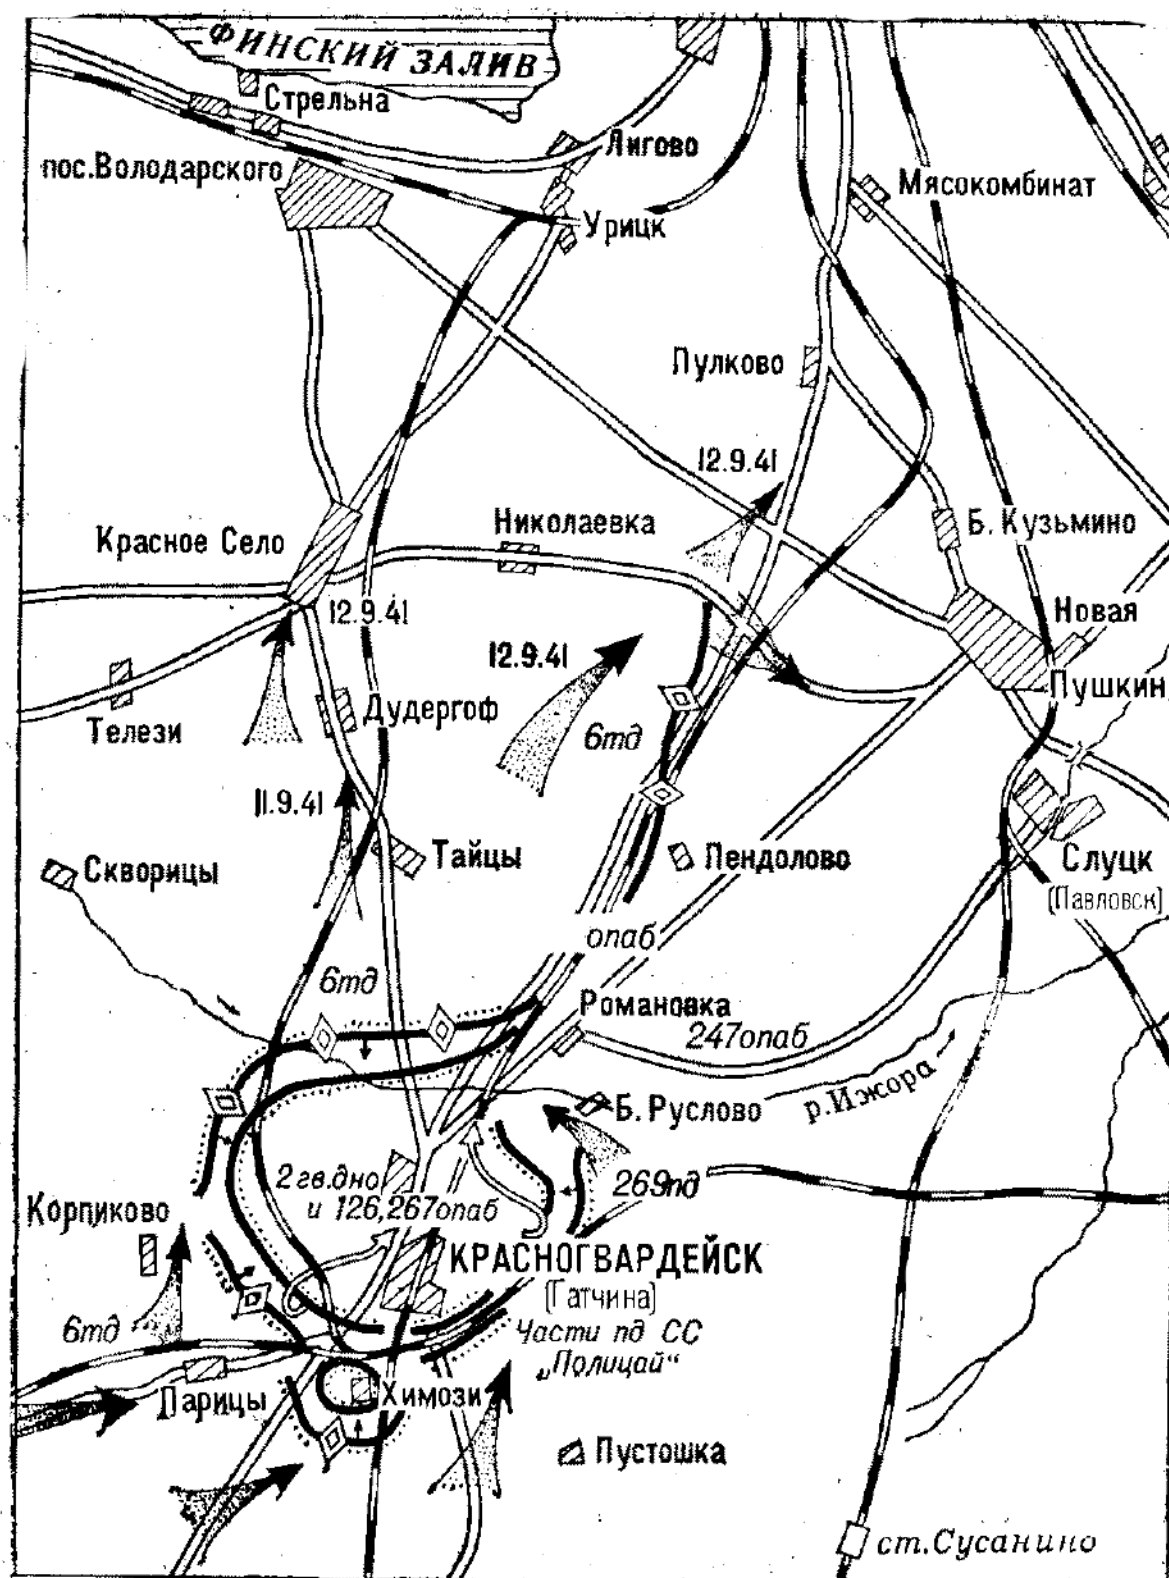 ФИНСКИЙ ЗАЛИВ
Стрельна
Лигово
пос.Володарского
Мясокомбинат
Урицк
Пулково
12.9.41
Николаевка
Б. Кузьмино
Красное Село
12.9.41
Новая
12.9.41
Пушкин
Дудергоф
Телези
6тд
11.9.41
Тайцы
Пендолово
Скворицы
Слуцк
(Павловск)
опаб
6тд
Романовка
247опаб
р.Ижора
Б. Руслово
2 гв.дно
и 126,267опаб
269пд
Корпиково
КРАСНОГВАРДЕЙСК
(Гатчина)
6тд
Части пд СС
„Полицай“
Парицы
Химози
Пустошка
ст.Сусанино